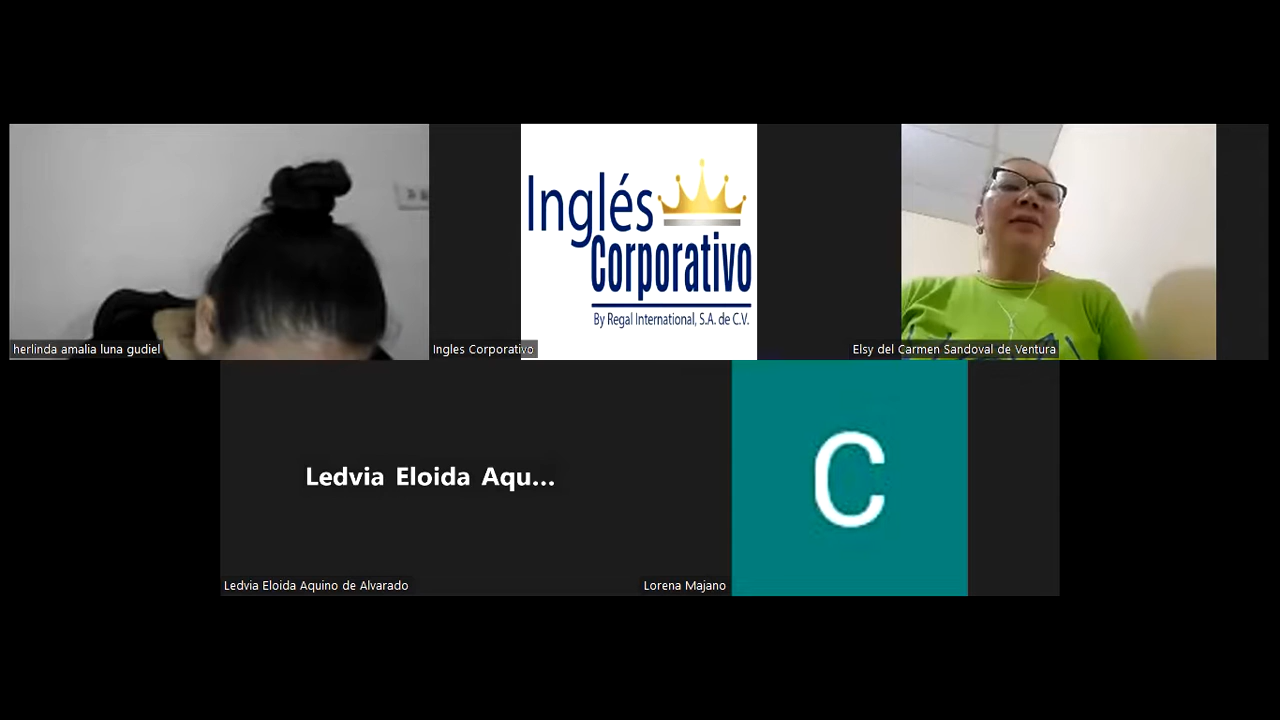 herlinda amalia luna gudiel
Inglés
Corporativo
By Regal International, S.A. de C.V.
Ingles Corporativo
Elsy del Carmen Sandoval de Ventura
Ledvia Eloida Aqu...
Ledvia Eloida Aquino de Alvarado
Lorena Majano
C